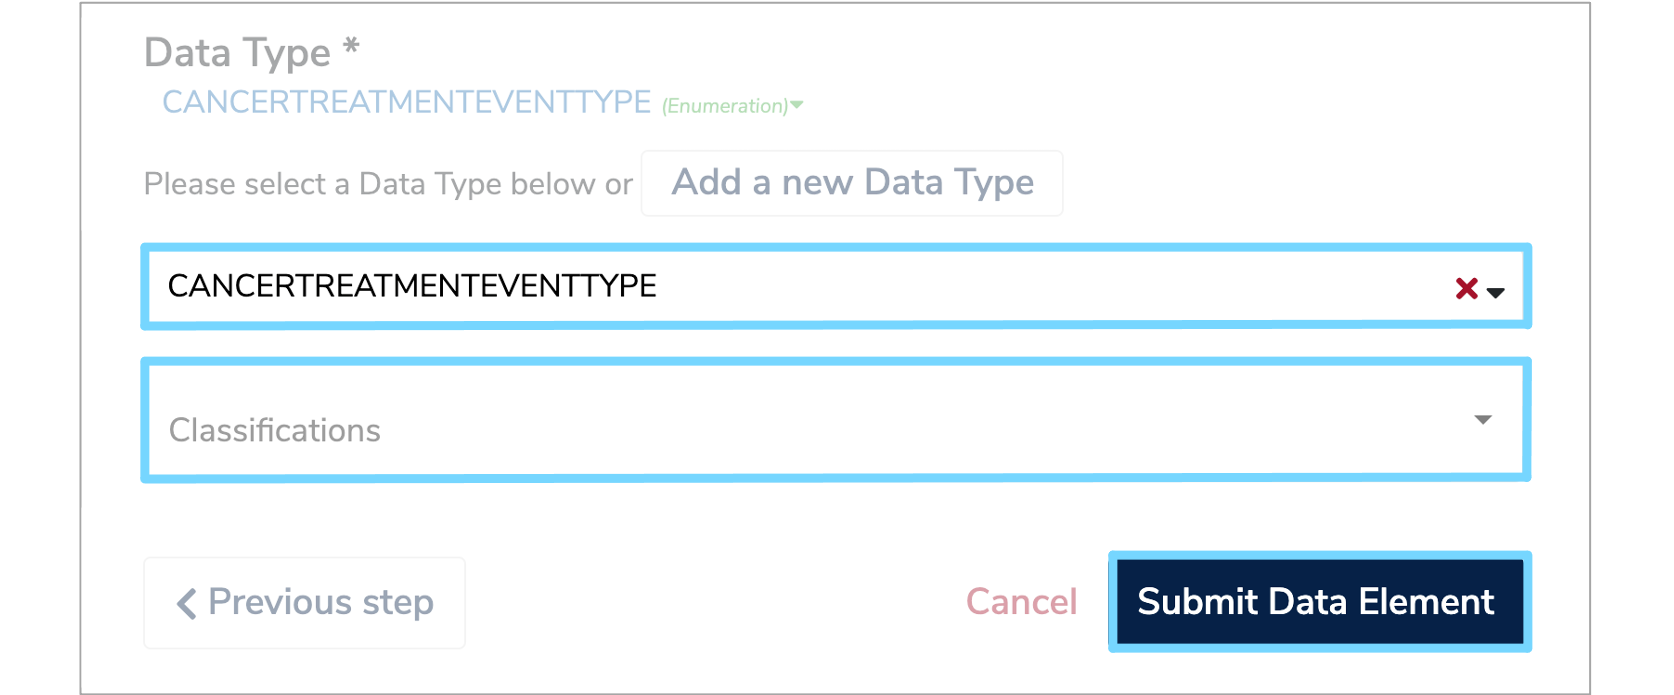 Data Type *
CANCERTREATMENTEVENTTYPE (Enumeration)
Please select a Data Type below or Add a new Data Type
CANCERTREATMENTEVENTTYPE
Classifications
Previous step Cancel Submit Data Element